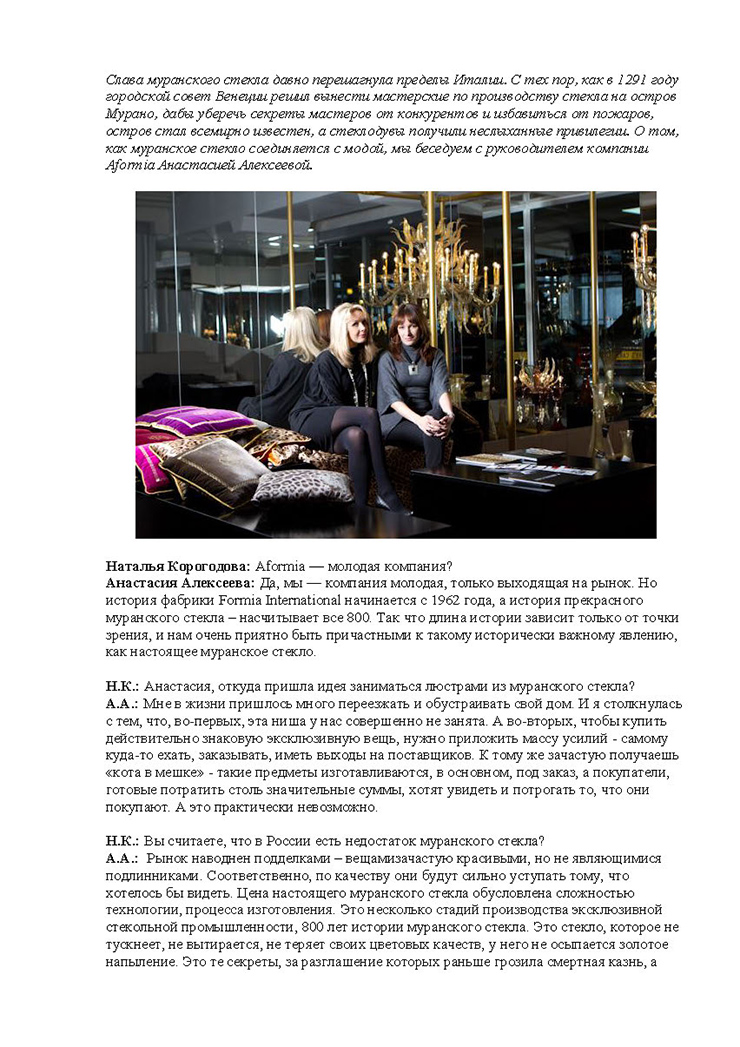 Слава муранского стекла давно перешагнула пределы Италии. С тех пор, как в 1291 году
городской совет Венеции решил вынести мастерские по производству стекла на остров
Мурано, дабы уберечь секреты мастеров от конкурентов и избавиться от пожаров,
остров стал всемирно известен, а стеклодувы получили неслыханные привилегии. О том,
как муранское стекло соединяется с модой, мы беседуем с руководителем компании
Aformia Анастасией Алексеевой.
Наталья Корогодова: Aformia — молодая компания?
Анастасия Алексеева: Да, мы — компания молодая, только выходящая на рынок. Но
история фабрики Formia International начинается с 1962 года, а история прекрасного
муранского стекла – насчитывает все 800. Так что длина истории зависит только от точки
зрения, и нам очень приятно быть причастными к такому исторически важному явлению,
как настоящее муранское стекло.
Н.К.: Анастасия, откуда пришла идея заниматься люстрами из муранского стекла?
А.А.: Мне в жизни пришлось много переезжать и обустраивать свой дом. И я столкнулась
с тем, что, во-первых, эта ниша у нас совершенно не занята. А во-вторых, чтобы купить
действительно знаковую эксклюзивную вещь, нужно приложить массу усилий - самому
куда-то ехать, заказывать, иметь выходы на поставщиков. К тому же зачастую получаешь
«кота в мешке» - такие предметы изготавливаются, в основном, под заказ, а покупатели,
готовые потратить столь значительные суммы, хотят увидеть и потрогать то, что они
покупают. А это практически невозможно.
Н.К.: Вы считаете, что в России есть недостаток муранского стекла?
А.А.: Рынок наводнен подделками – вещамизачастую красивыми, но не являющимися
подлинниками. Соответственно, по качеству они будут сильно уступать тому, что
хотелось бы видеть. Цена настоящего муранского стекла обусловлена сложностью
технологии, процесса изготовления. Это несколько стадий производства эксклюзивной
стекольной промышленности, 800 лет истории муранского стекла. Это стекло, которое не
тускнеет, не вытирается, не теряет своих цветовых качеств, у него не осыпается золотое
напыление. Это те секреты, за разглашение которых раньше грозила смертная казнь, а